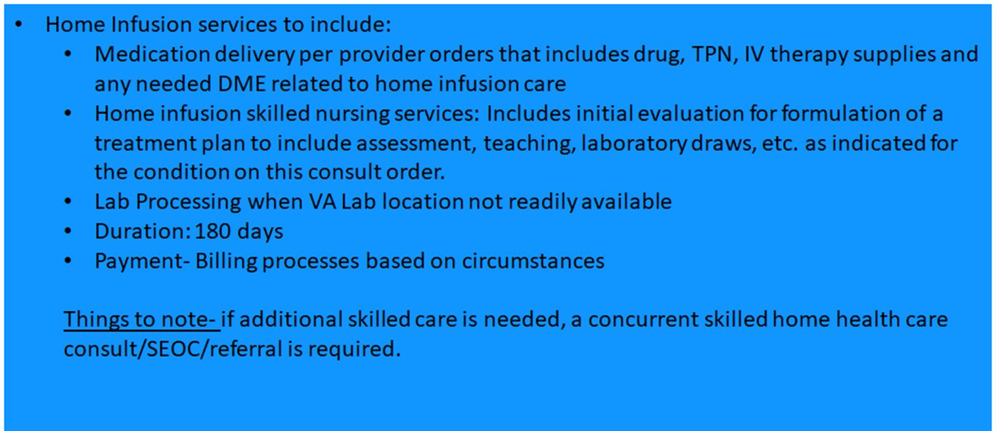 • Home Infusion services to include:
• Medication delivery per provider orders that includes drug, TPN, IV therapy supplies and
any needed DME related to home infusion care
• Home infusion skilled nursing services: Includes initial evaluation for formulation of a
treatment plan to include assessment, teaching, laboratory draws, etc. as indicated for
the condition on this consult order.
• Lab Processing when VA Lab location not readily available
• Duration: 180 days
• Payment- Billing processes based on circumstances
Things to note- if additional skilled care is needed, a concurrent skilled home health care
consult/SEOC/referral is required.